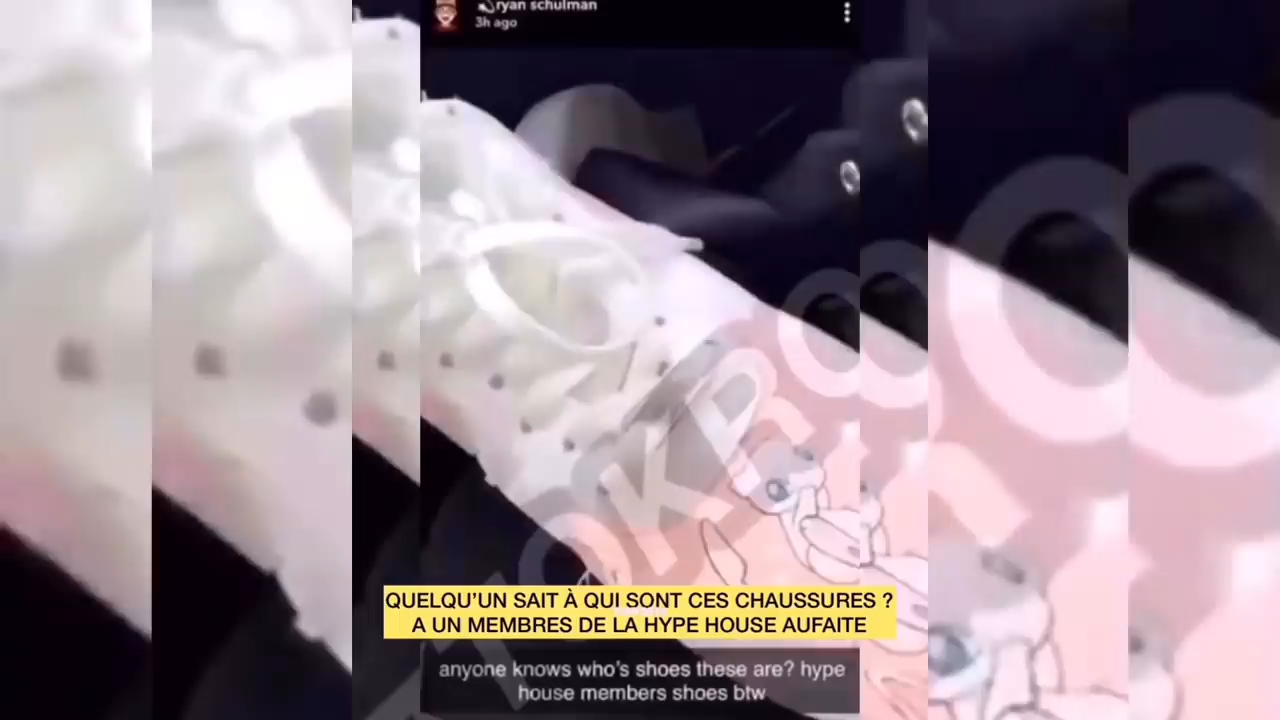 ryan schulman
3h ago
QUELQU'UN SAIT À QUI SONT CES CHAUSSURES ?
A UN MEMBRES DE LA HYPE HOUSE AUFAITE
anyone knows who's shoes these are? hype
house members shoes btw